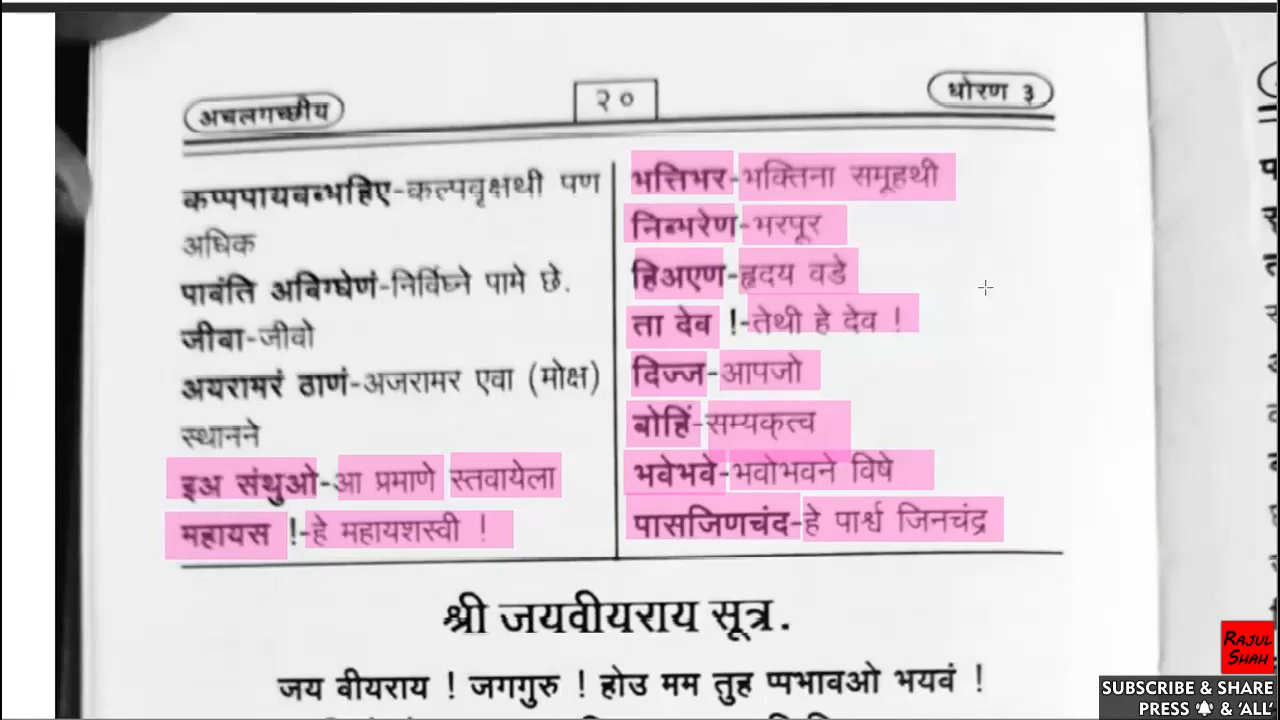 अचलगच्छीय
२०
धोरण ३
कप्पपायवब्भहिए-कल्पवृक्षथी पण
अधिक
पावंति अविग्घेणं-निर्विघ्ने पामे छे.
जीवा-जीवो
अयरामरं ठाणं-अजरामर एवा (मोक्ष)
स्थानने
इअ संथुओ-आ प्रमाणे स्तवायेला
महायस !-हे महायशस्वी !
भत्तिभर-भक्तिना समूहथी
निब्भरेण-भरपूर
हिअएण-हृदय वडे
ता देव !-तेथी हे देव !
दिज्ज-आपजो
बोहिं-सम्यक्त्व
भवेभवे-भवोभवने विषे
पासजिणचंद-हे पार्श्व जिनचंद्र
श्री जयवीयराय सूत्र.
जय वीयराय ! जगगुरु ! होउ मम तुह प्पभावओ भयवं !
RAJUL
SHAH
SUBSCRIBE & SHARE
PRESS & 'ALL'